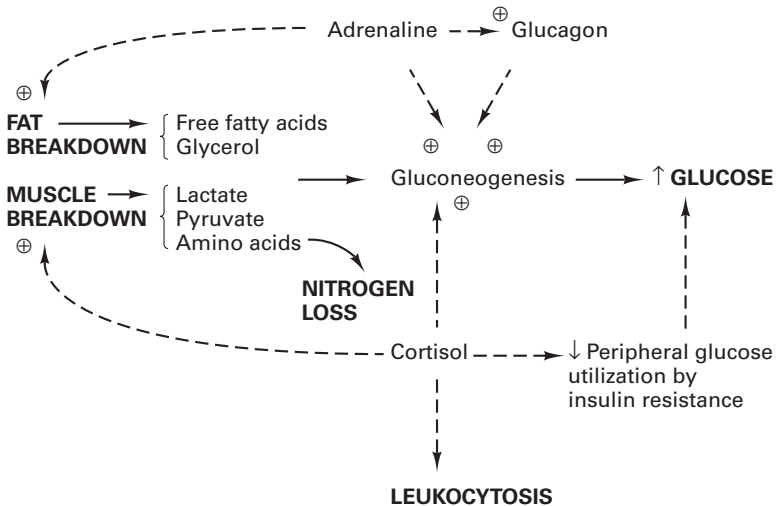 ⊕
Adrenaline
Glucagon
⊕
FAT
BREAKDOWN
Free fatty acids
Glycerol
⊕
⊕
MUSCLE
BREAKDOWN
⊕
Lactate
Pyruvate
Amino acids
Gluconeogenesis
⊕
↑ GLUCOSE
NITROGEN
LOSS
Cortisol
↓ Peripheral glucose
utilization by
insulin resistance
LEUKOCYTOSIS